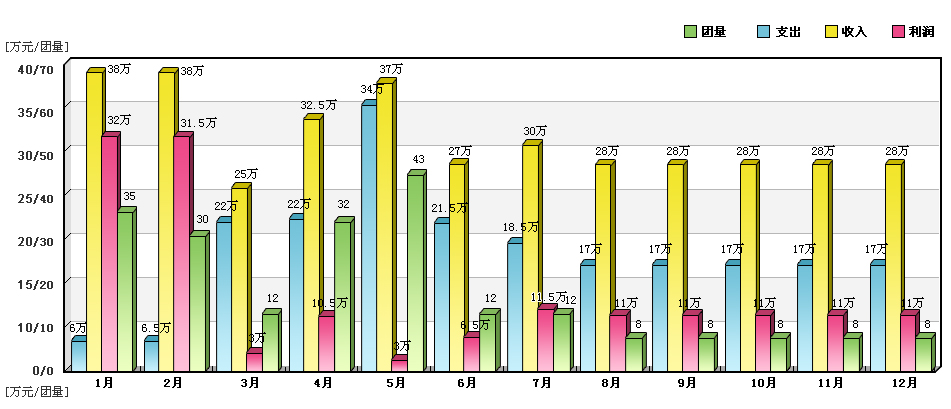 团量 支出 收入 利润
[万元/团量]
40/70
35/60
30/50
25/40
20/30
15/20
10/10
0/0
6万 38万 32万 35
6.5万 38万 31.5万 30
22万 25万 3万 12
22万 32.5万 10.5万 32
34万 37万 3万 43
21.5万 27万 6.5万 12
18.5万 30万 11.5万 12
17万 28万 11万 8
17万 28万 11万 8
17万 28万 11万 8
17万 28万 11万 8
17万 28万 11万 8
1月 2月 3月 4月 5月 6月 7月 8月 9月 10月 11月 12月
[万元/团量]